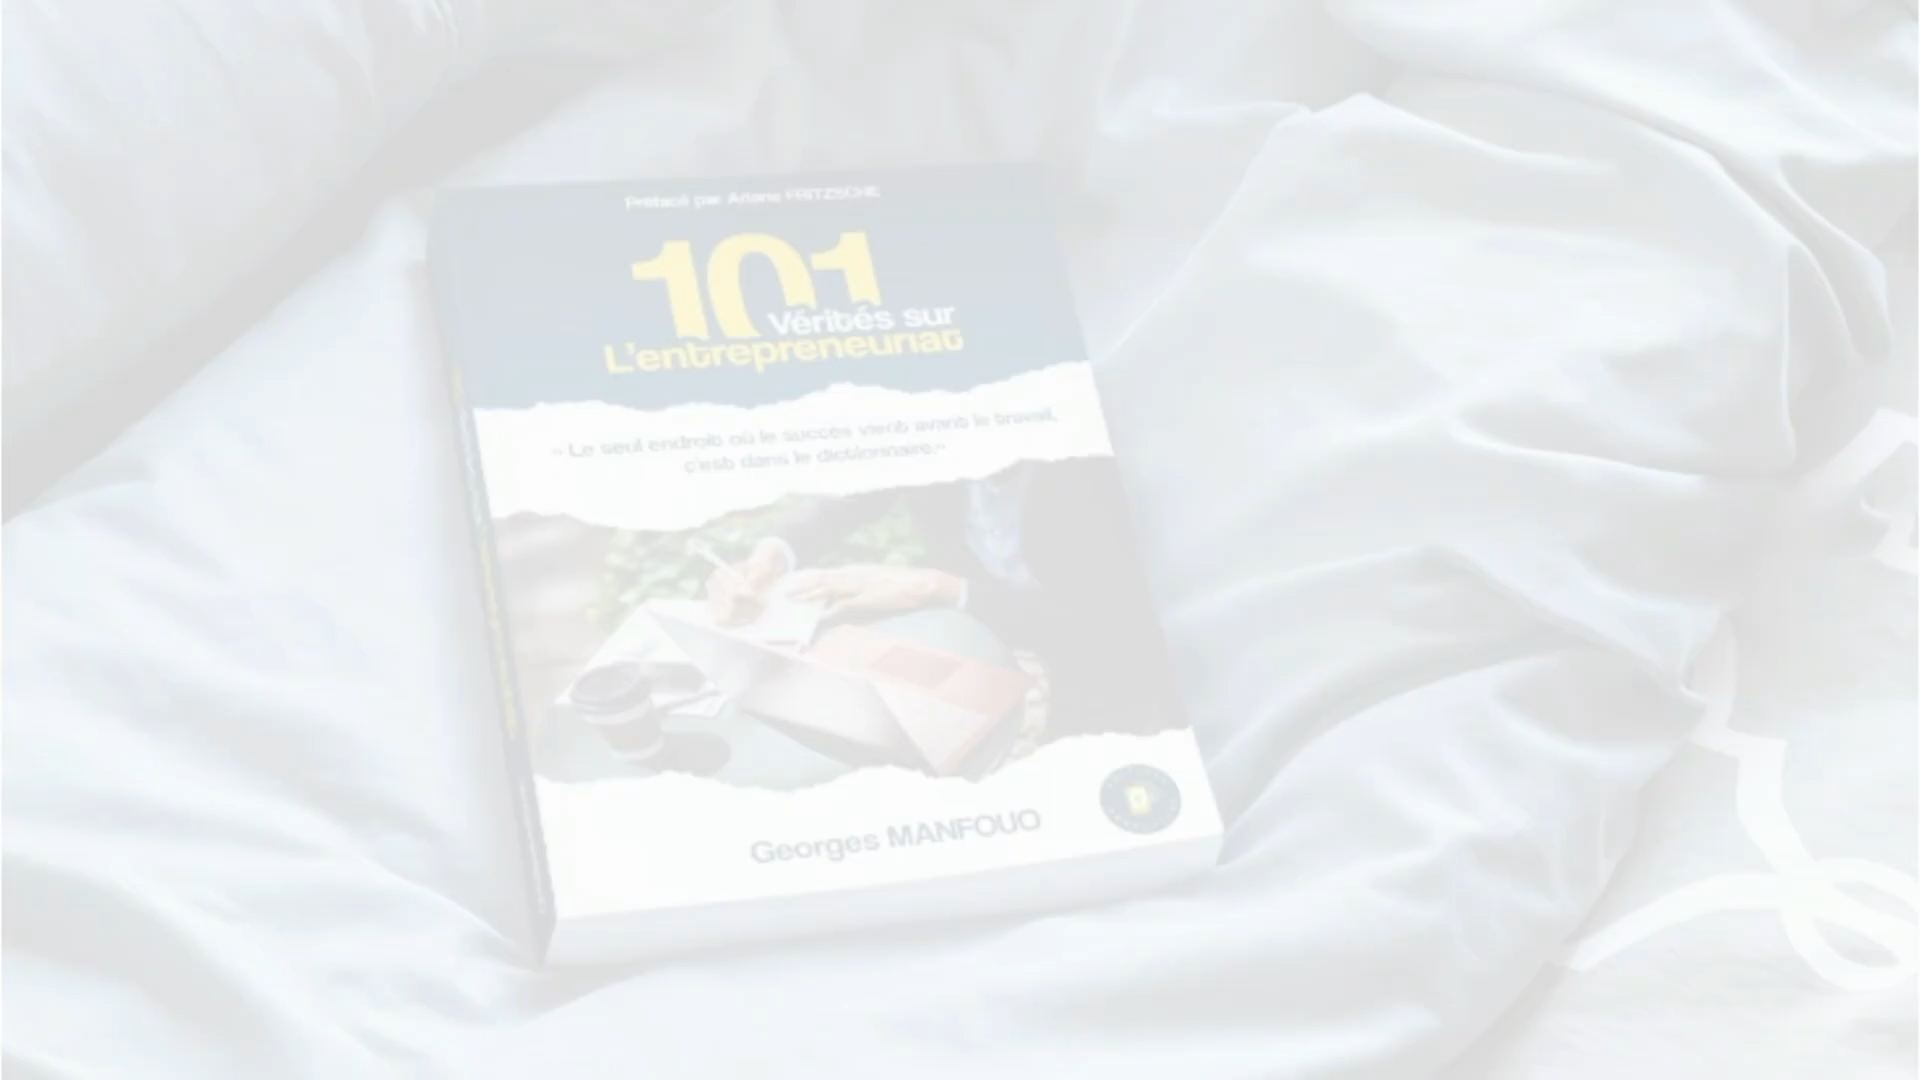 Préfacé par Ariane FRITZSCHE
101
Vérités sur
L'entrepreneuriat
« Le seul endroit où le succès vient avant le travail,
c'est dans le dictionnaire.»
Georges MANFOUO